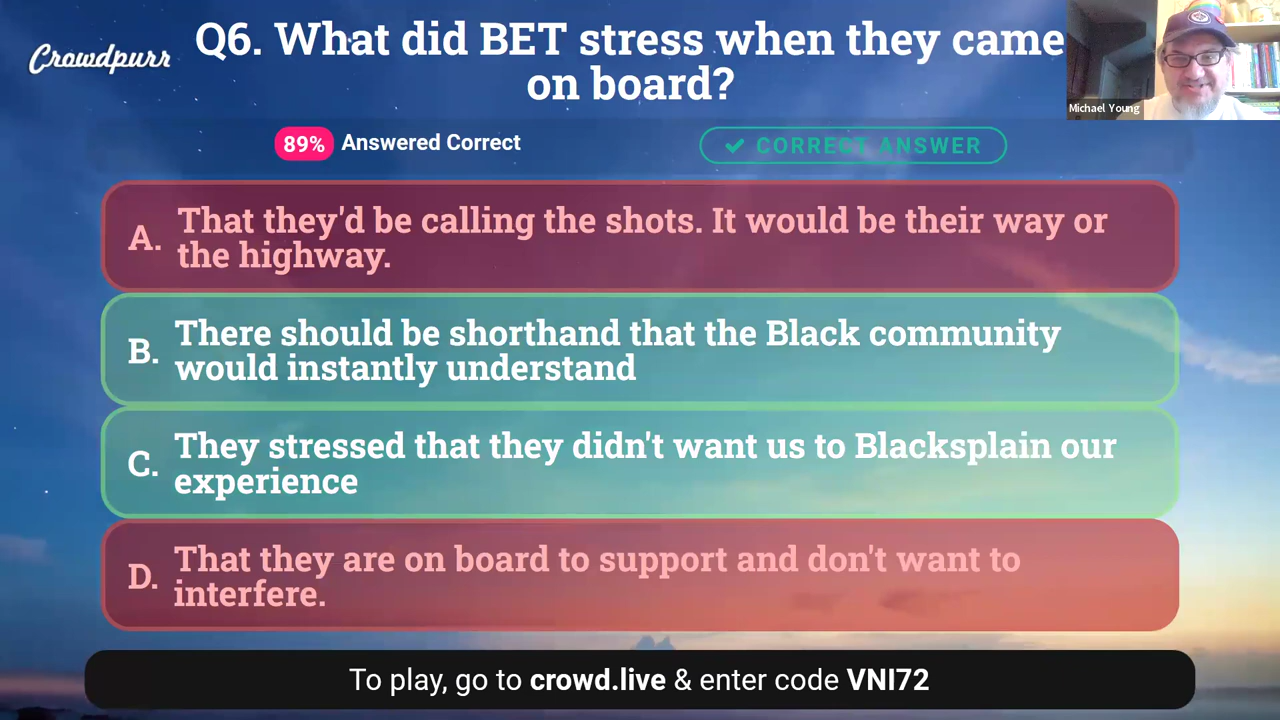 Crowdpurr
Q6. What did BET stress when they came
on board?
Michael Young
89% Answered Correct
CORRECT ANSWER
A. That they'd be calling the shots. It would be their way or
the highway.
B. There should be shorthand that the Black community
would instantly understand
C. They stressed that they didn't want us to Blacksplain our
experience
D. That they are on board to support and don't want to
interfere.
To play, go to crowd.live & enter code VNI72